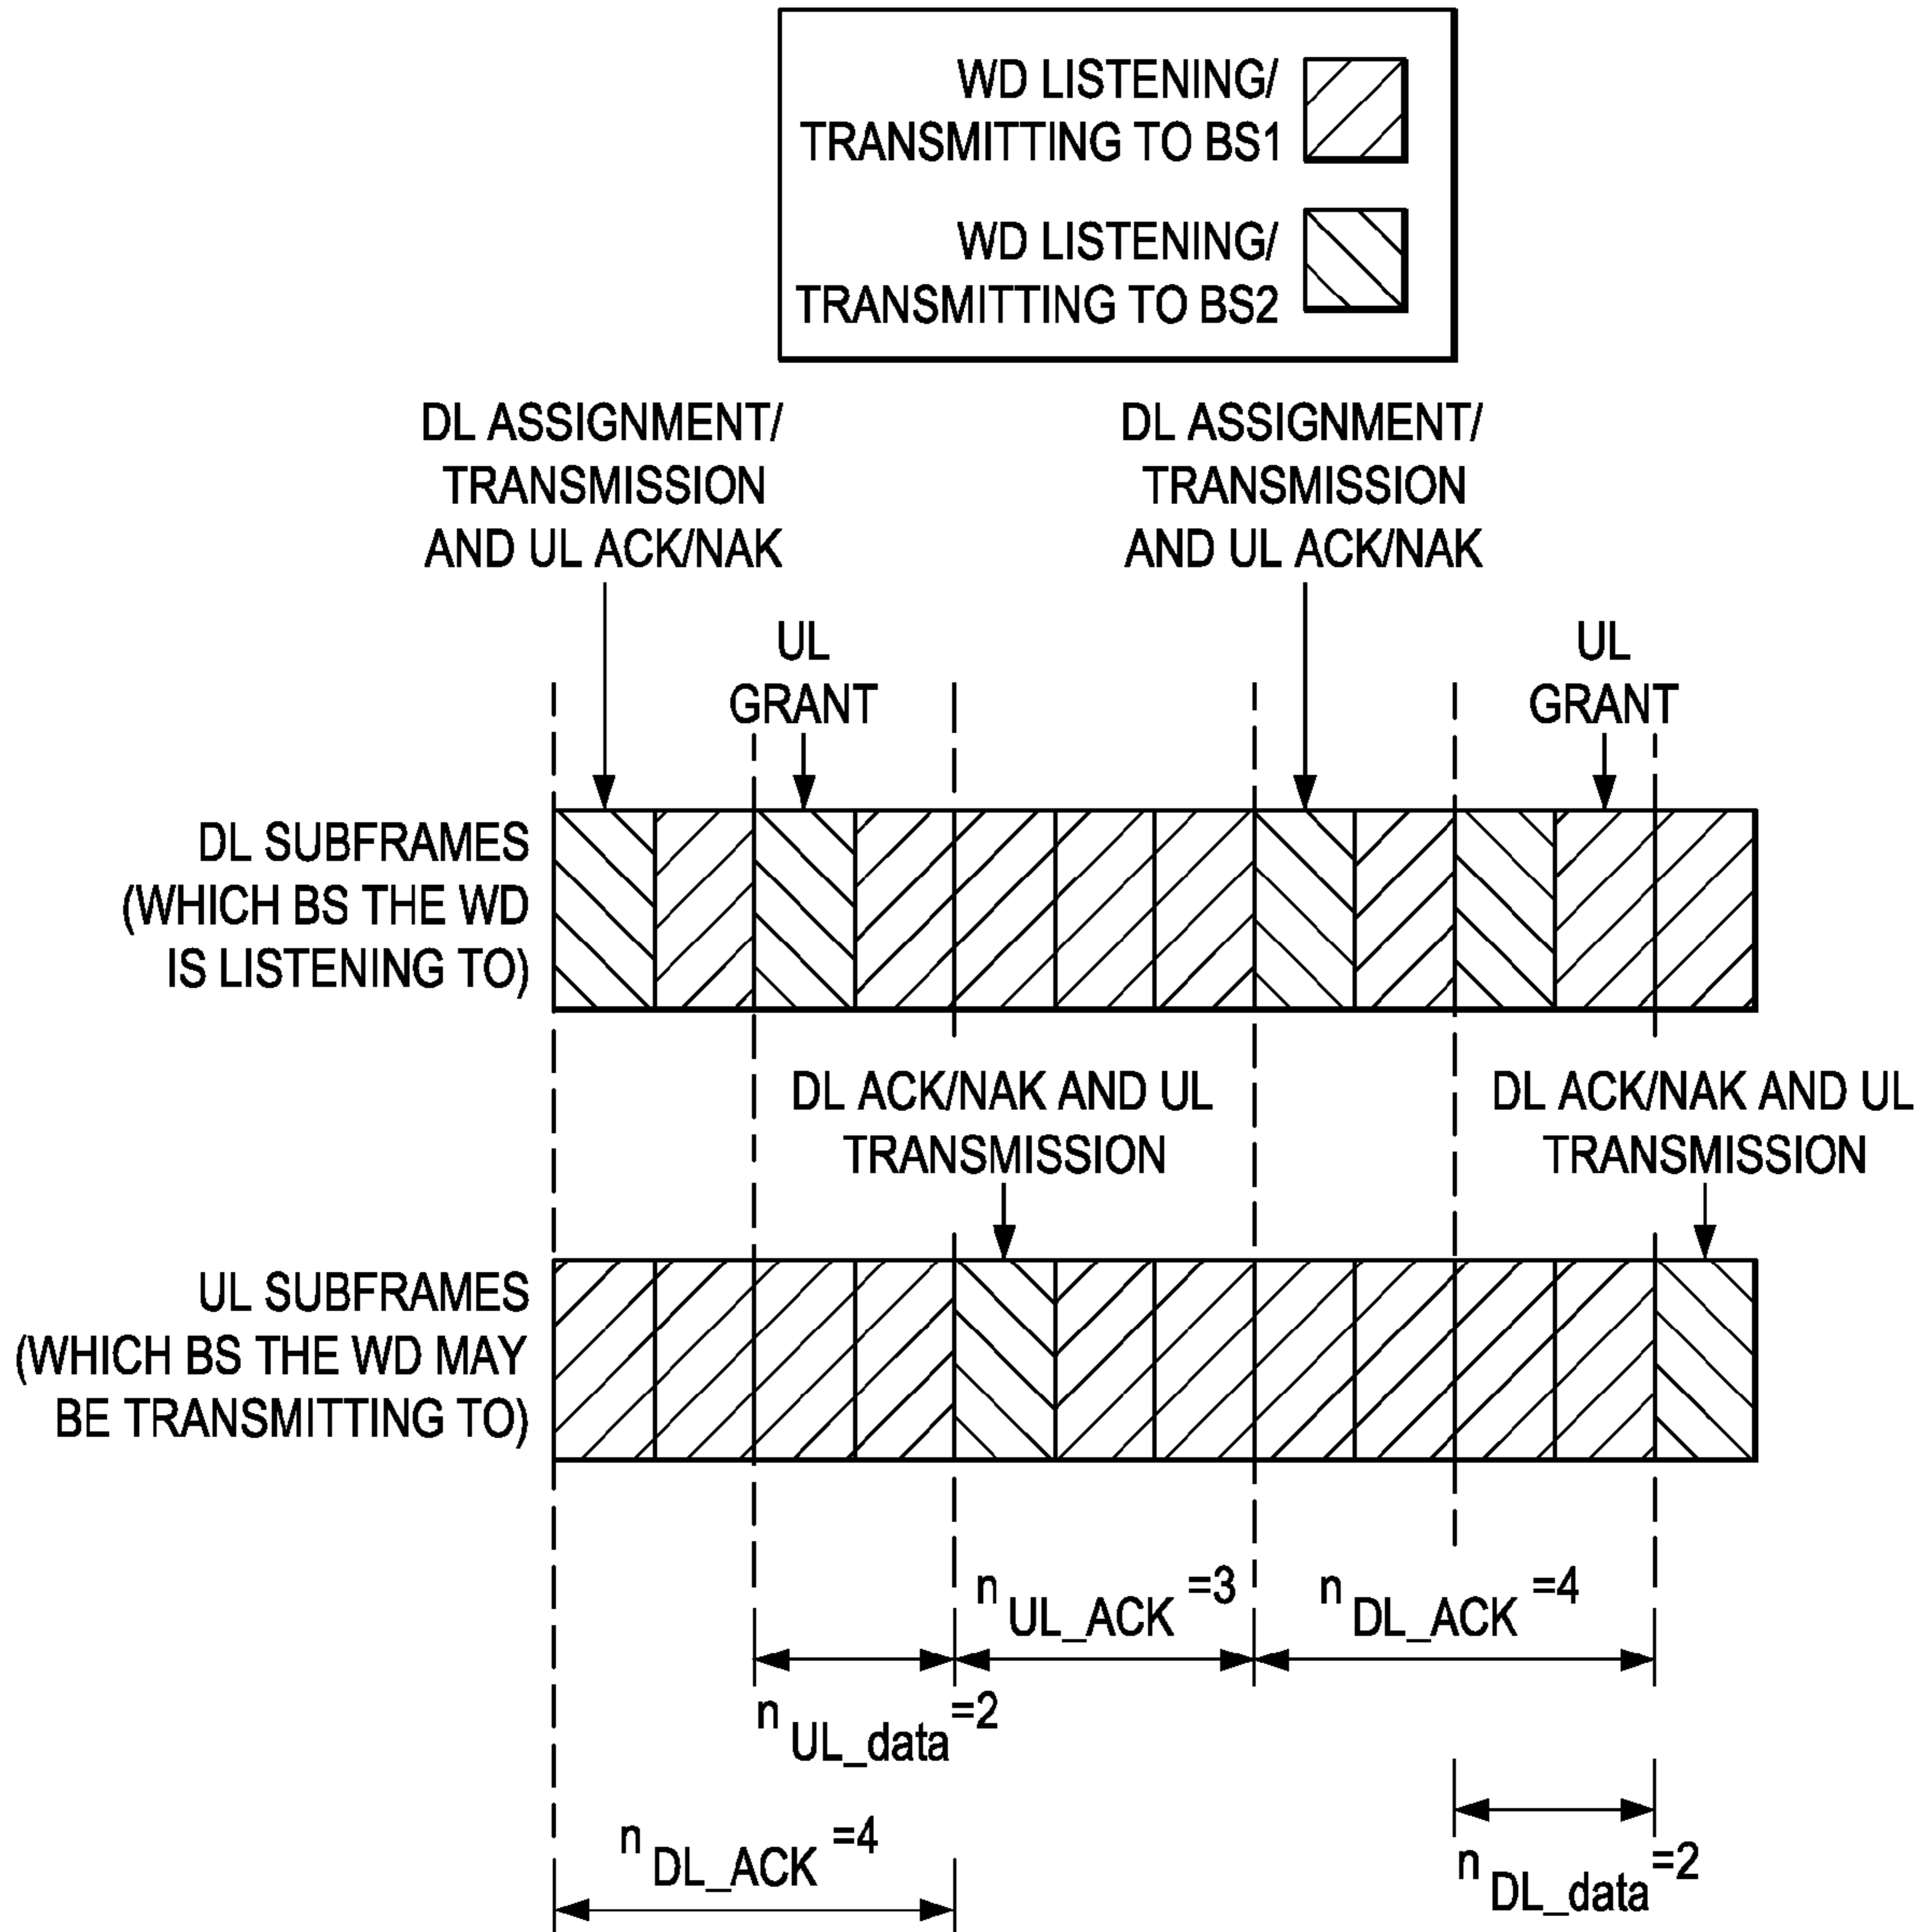 WD LISTENING/
TRANSMITTING TO BS1
WD LISTENING/
TRANSMITTING TO BS2
DL ASSIGNMENT/
TRANSMISSION
AND UL ACK/NAK
DL ASSIGNMENT/
TRANSMISSION
AND UL ACK/NAK
UL
GRANT
UL
GRANT
DL SUBFRAMES
(WHICH BS THE WD
IS LISTENING TO)
DL ACK/NAK AND UL
TRANSMISSION
DL ACK/NAK AND UL
TRANSMISSION
UL SUBFRAMES
(WHICH BS THE WD MAY
BE TRANSMITTING TO)
n UL_ACK =3
n DL_ACK =4
n UL_data =2
n DL_ACK =4
n DL_data =2